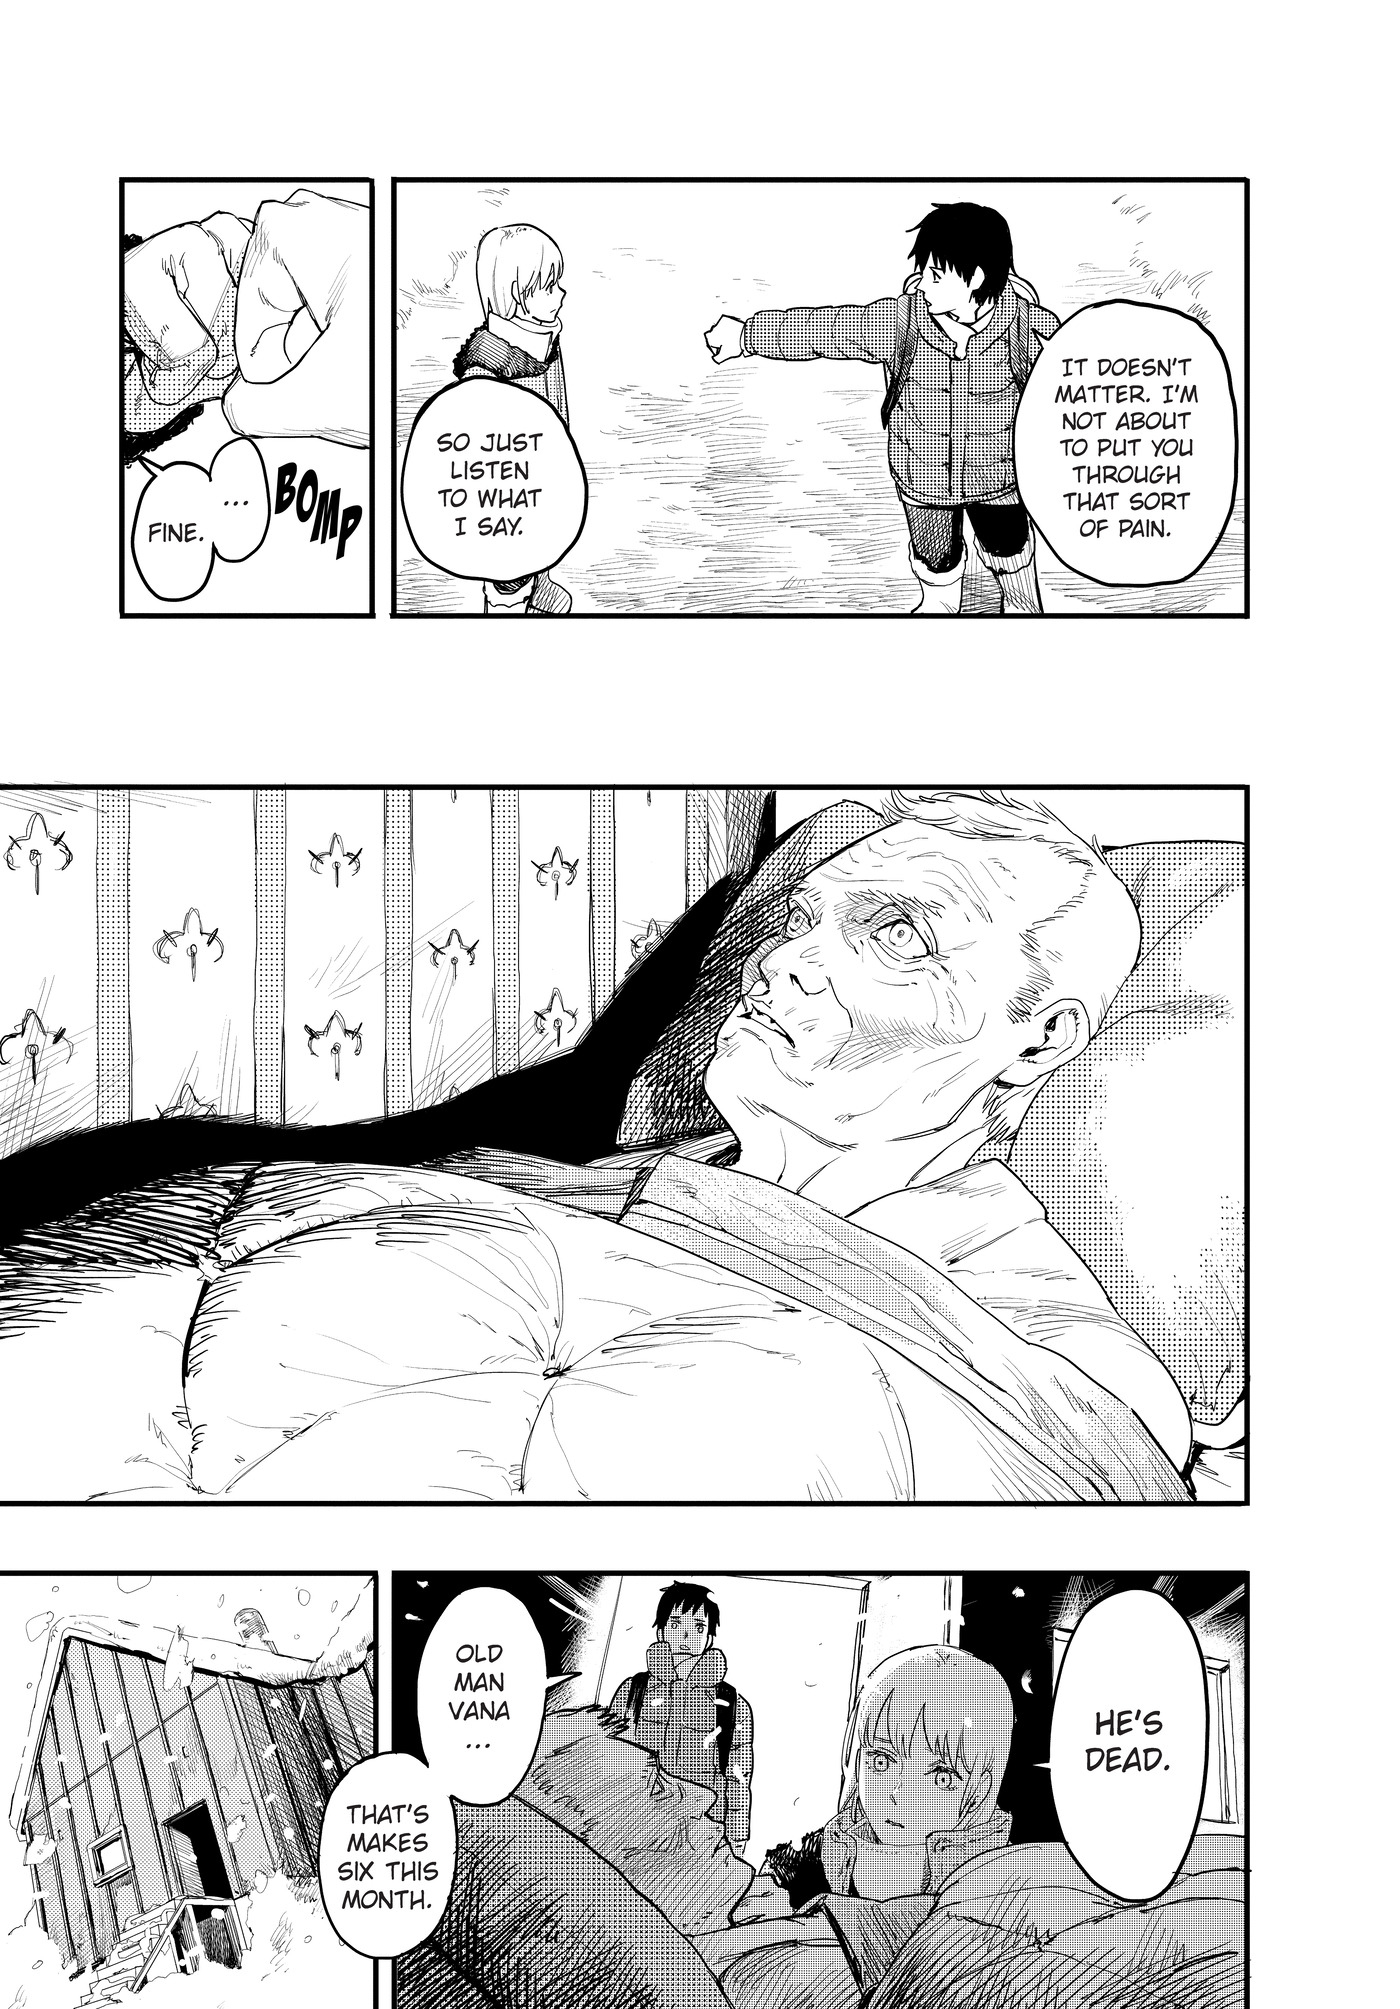 IT DOESN'T
MATTER. I'M
NOT ABOUT
TO PUT YOU
THROUGH
THAT SORT
OF PAIN.
SO JUST
LISTEN
TO WHAT
I SAY.
BOMP
...
FINE.
HE'S
DEAD.
OLD
MAN
VANA
...
THAT'S
MAKES
SIX THIS
MONTH.